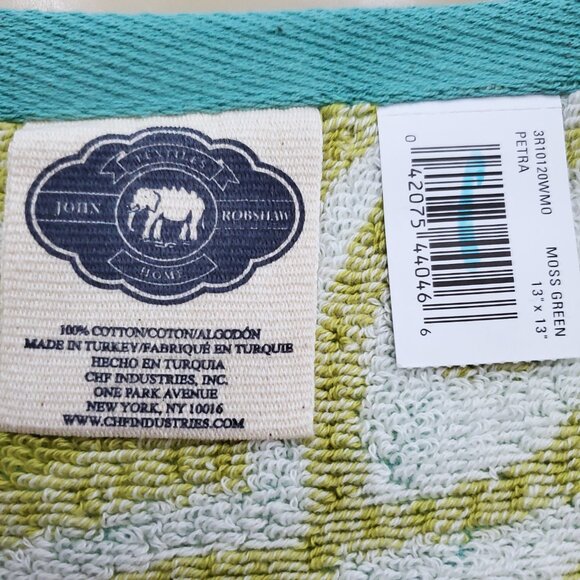 TEXTILES
JOHN
ROBSHAW
HOME
100% COTTON/COTON/ALGODÓN
MADE IN TURKEY/FABRIQUÉ EN TURQUIE
HECHO EN TURQUIA
CHF INDUSTRIES, INC.
ONE PARK AVENUE
NEW YORK, NY 10016
WWW.CHFINDUSTRIES.COM
3R10120WMO MOSS GREEN
PETRA 13" x 13"
0 42075 44046 6